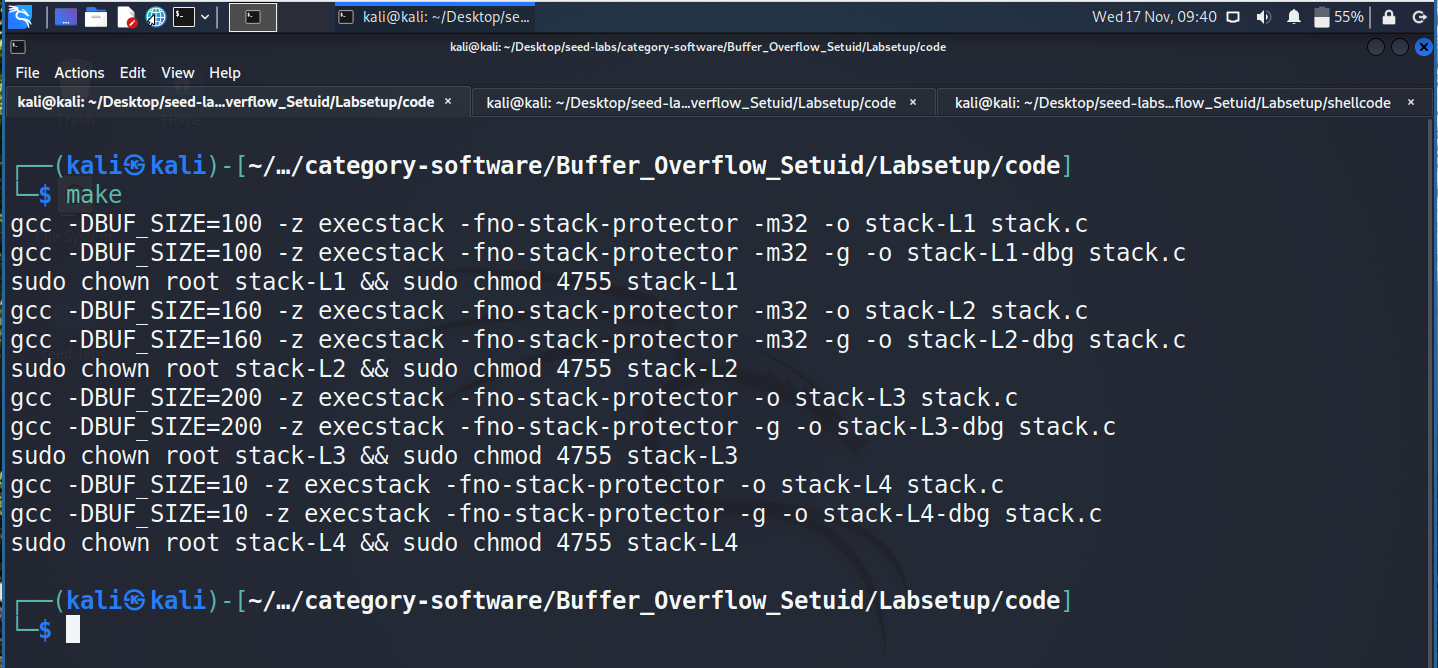 kali@kali: ~/Desktop/se...
Wed 17 Nov, 09:40
55%
kali@kali: ~/Desktop/seed-labs/category-software/Buffer_Overflow_Setuid/Labsetup/code
File Actions Edit View Help
kali@kali: ~/Desktop/seed-la...verflow_Setuid/Labsetup/code ×
kali@kali: ~/Desktop/seed-la...verflow_Setuid/Labsetup/code ×
kali@kali: ~/Desktop/seed-labs...flow_Setuid/Labsetup/shellcode ×
Trash
Home
┌──(kali㉿kali)-[~/…/category-software/Buffer_Overflow_Setuid/Labsetup/code]
└─$ make
gcc -DBUF_SIZE=100 -z execstack -fno-stack-protector -m32 -o stack-L1 stack.c
gcc -DBUF_SIZE=100 -z execstack -fno-stack-protector -m32 -g -o stack-L1-dbg stack.c
sudo chown root stack-L1 && sudo chmod 4755 stack-L1
gcc -DBUF_SIZE=160 -z execstack -fno-stack-protector -m32 -o stack-L2 stack.c
gcc -DBUF_SIZE=160 -z execstack -fno-stack-protector -m32 -g -o stack-L2-dbg stack.c
sudo chown root stack-L2 && sudo chmod 4755 stack-L2
gcc -DBUF_SIZE=200 -z execstack -fno-stack-protector -o stack-L3 stack.c
gcc -DBUF_SIZE=200 -z execstack -fno-stack-protector -g -o stack-L3-dbg stack.c
sudo chown root stack-L3 && sudo chmod 4755 stack-L3
gcc -DBUF_SIZE=10 -z execstack -fno-stack-protector -o stack-L4 stack.c
gcc -DBUF_SIZE=10 -z execstack -fno-stack-protector -g -o stack-L4-dbg stack.c
sudo chown root stack-L4 && sudo chmod 4755 stack-L4
┌──(kali㉿kali)-[~/…/category-software/Buffer_Overflow_Setuid/Labsetup/code]
└─$